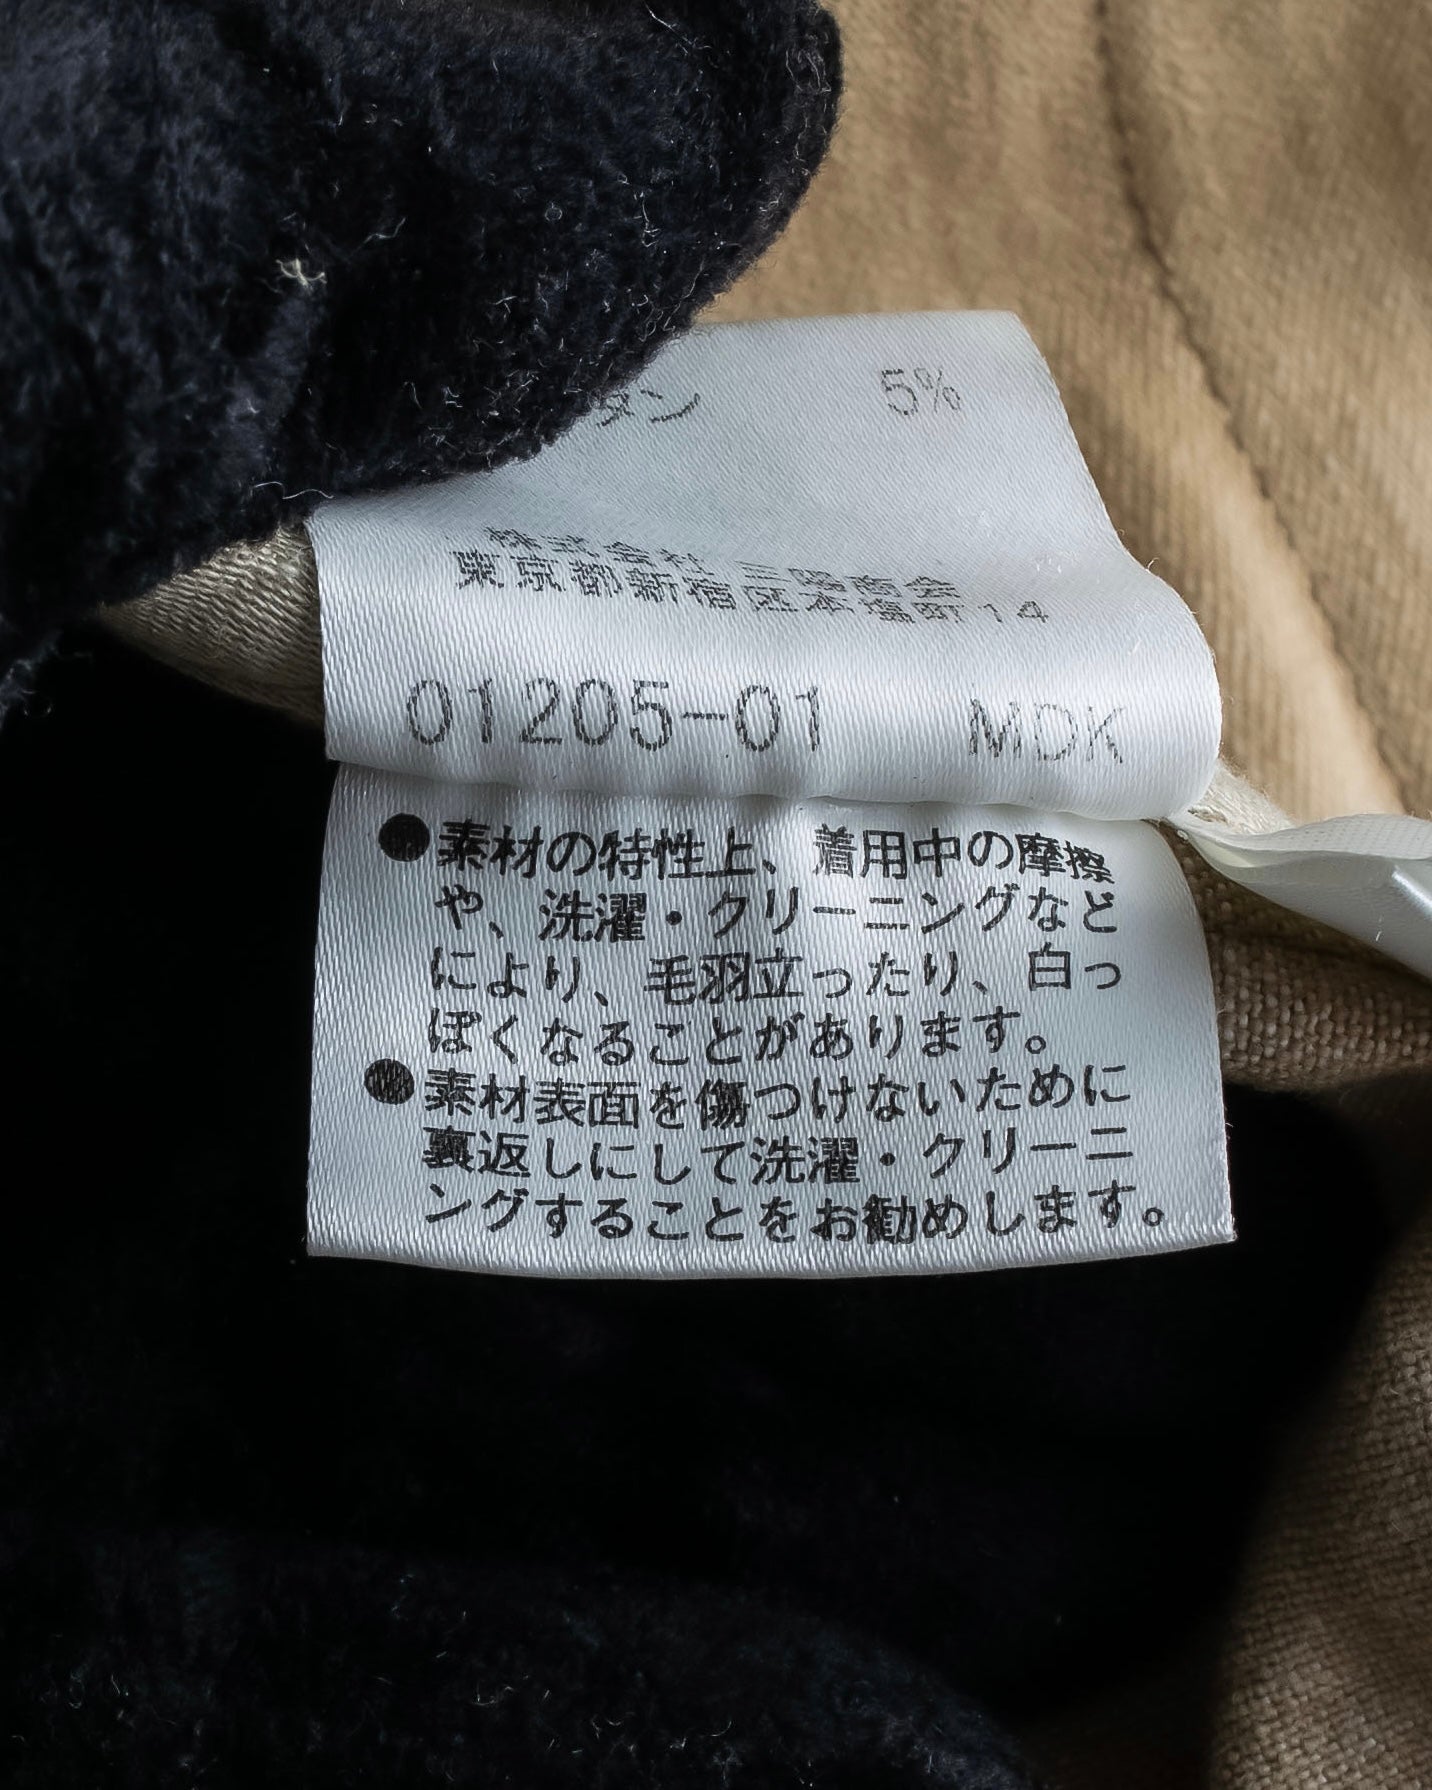 タン 5%
株式会社 三陽商会
東京都新宿区本塩町14
01205-01 MDK
●素材の特性上、着用中の摩擦
や、洗濯・クリーニングなど
により、毛羽立ったり、白っ
ぽくなることがあります。
●素材表面を傷つけないために
裏返しにして洗濯・クリーニ
ングすることをお勧めします。